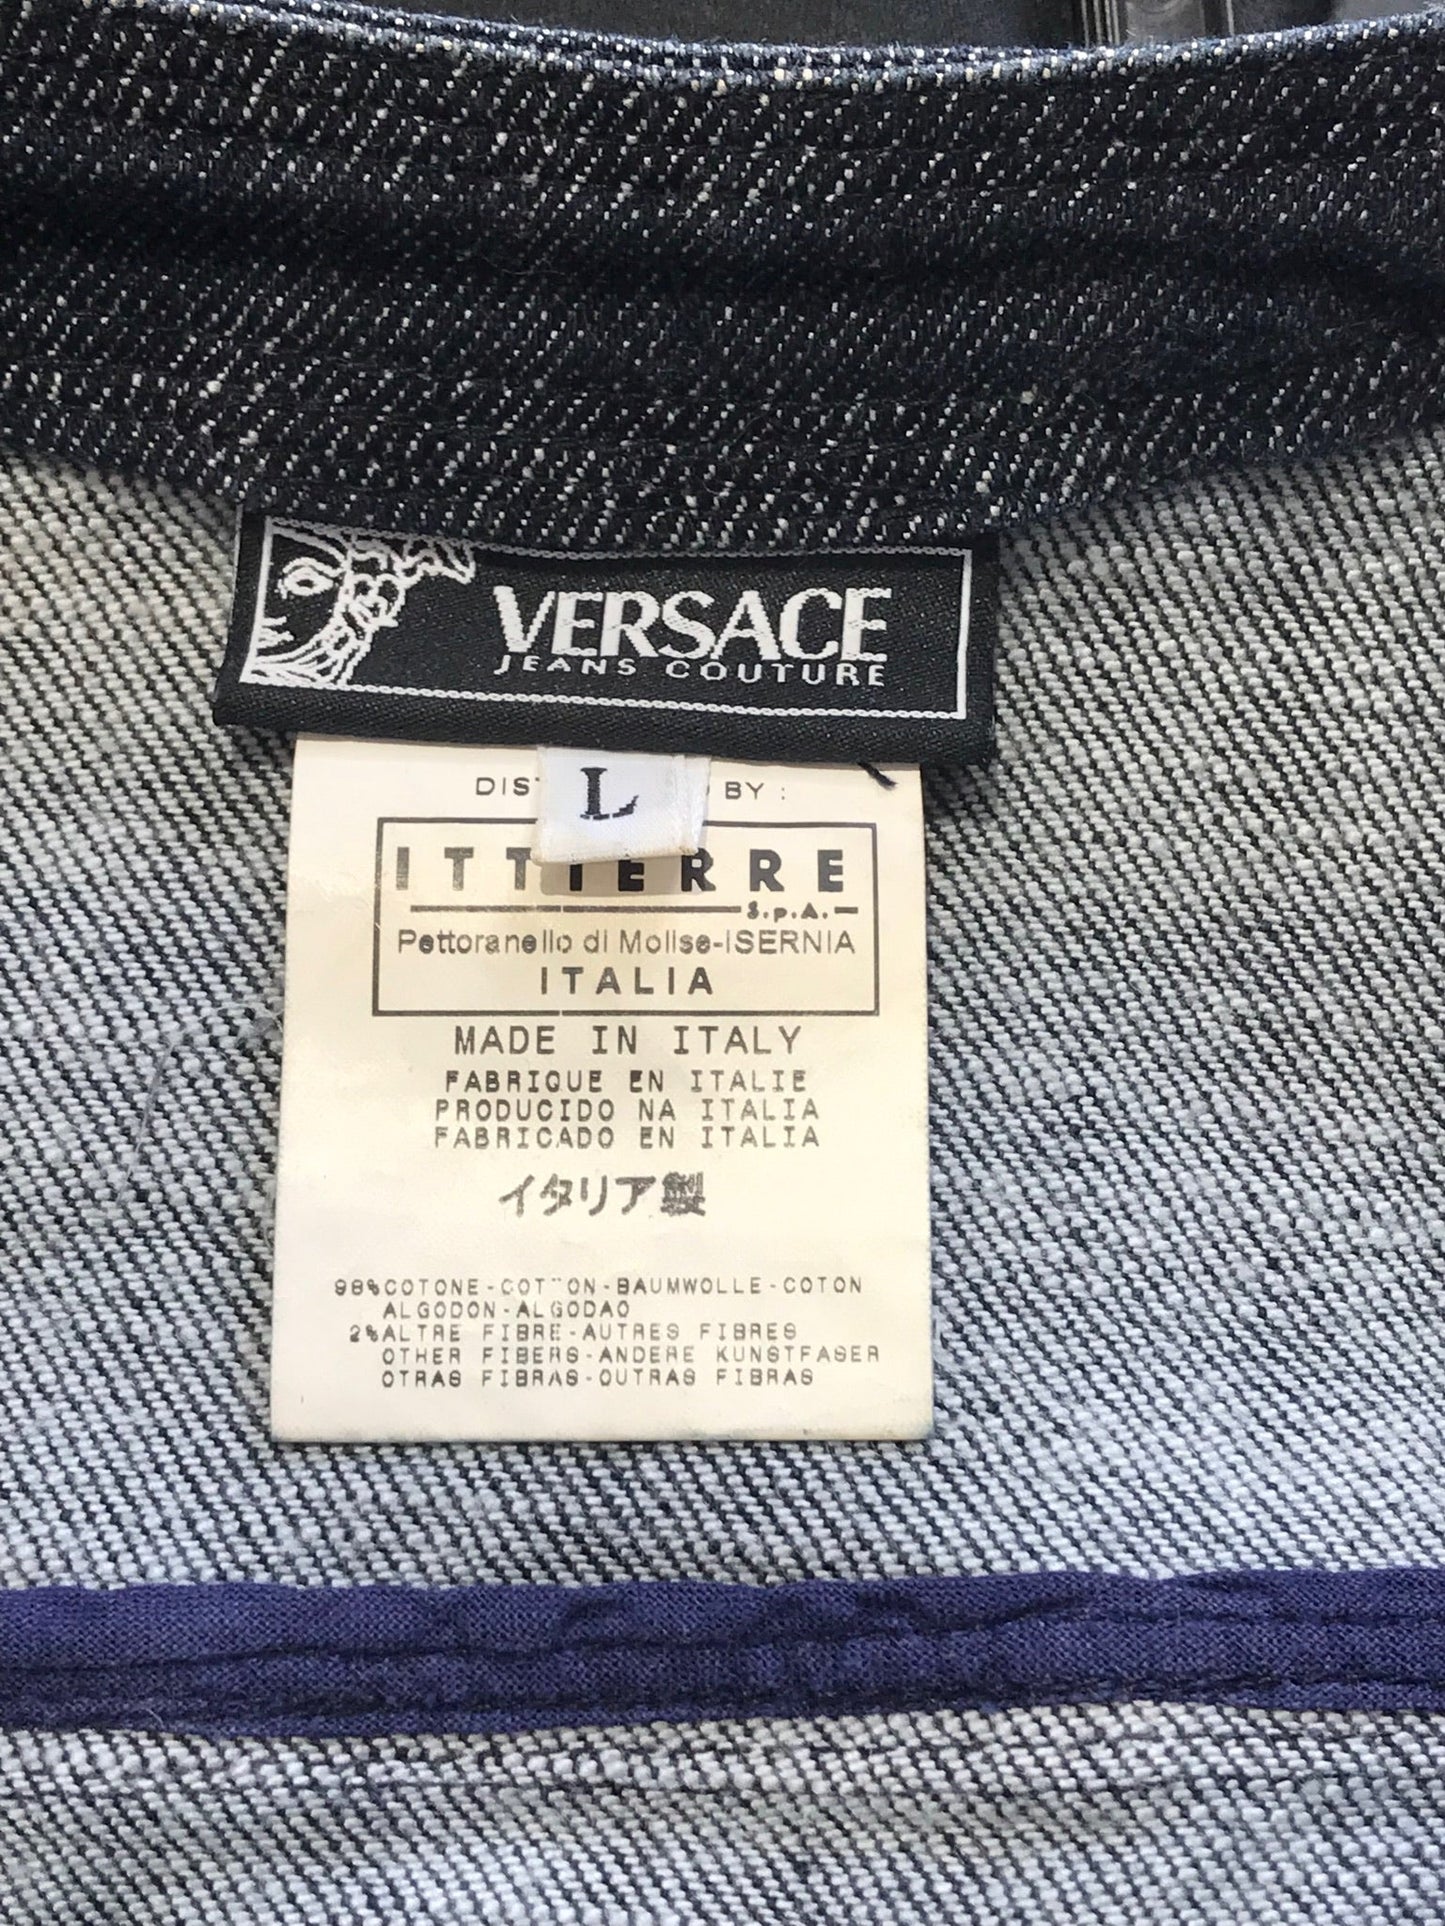 VERSACE
JEANS COUTURE
L
BY :
ITTIERRE
S.p.A.
Pettoranello di Molise-ISERNIA
ITALIA
MADE IN ITALY
FABRIQUE EN ITALIE
PRODUCIDO NA ITALIA
FABRICADO EN ITALIA
イタリア製
98%COTONE-COTTON-BAUMWOLLE-COTON
ALGODON-ALGODAO
2%ALTRE FIBRE-AUTRES FIBRES
OTHER FIBERS-ANDERE KUNSTFASER
OTRAS FIBRAS-OUTRAS FIBRAS